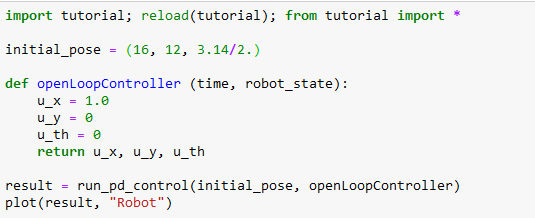 import tutorial; reload(tutorial); from tutorial import *
initial_pose = (16, 12, 3.14/2.)
def openLoopController (time, robot_state):
    u_x = 1.0
    u_y = 0
    u_th = 0
    return u_x, u_y, u_th
result = run_pd_control(initial_pose, openLoopController)
plot(result, "Robot")